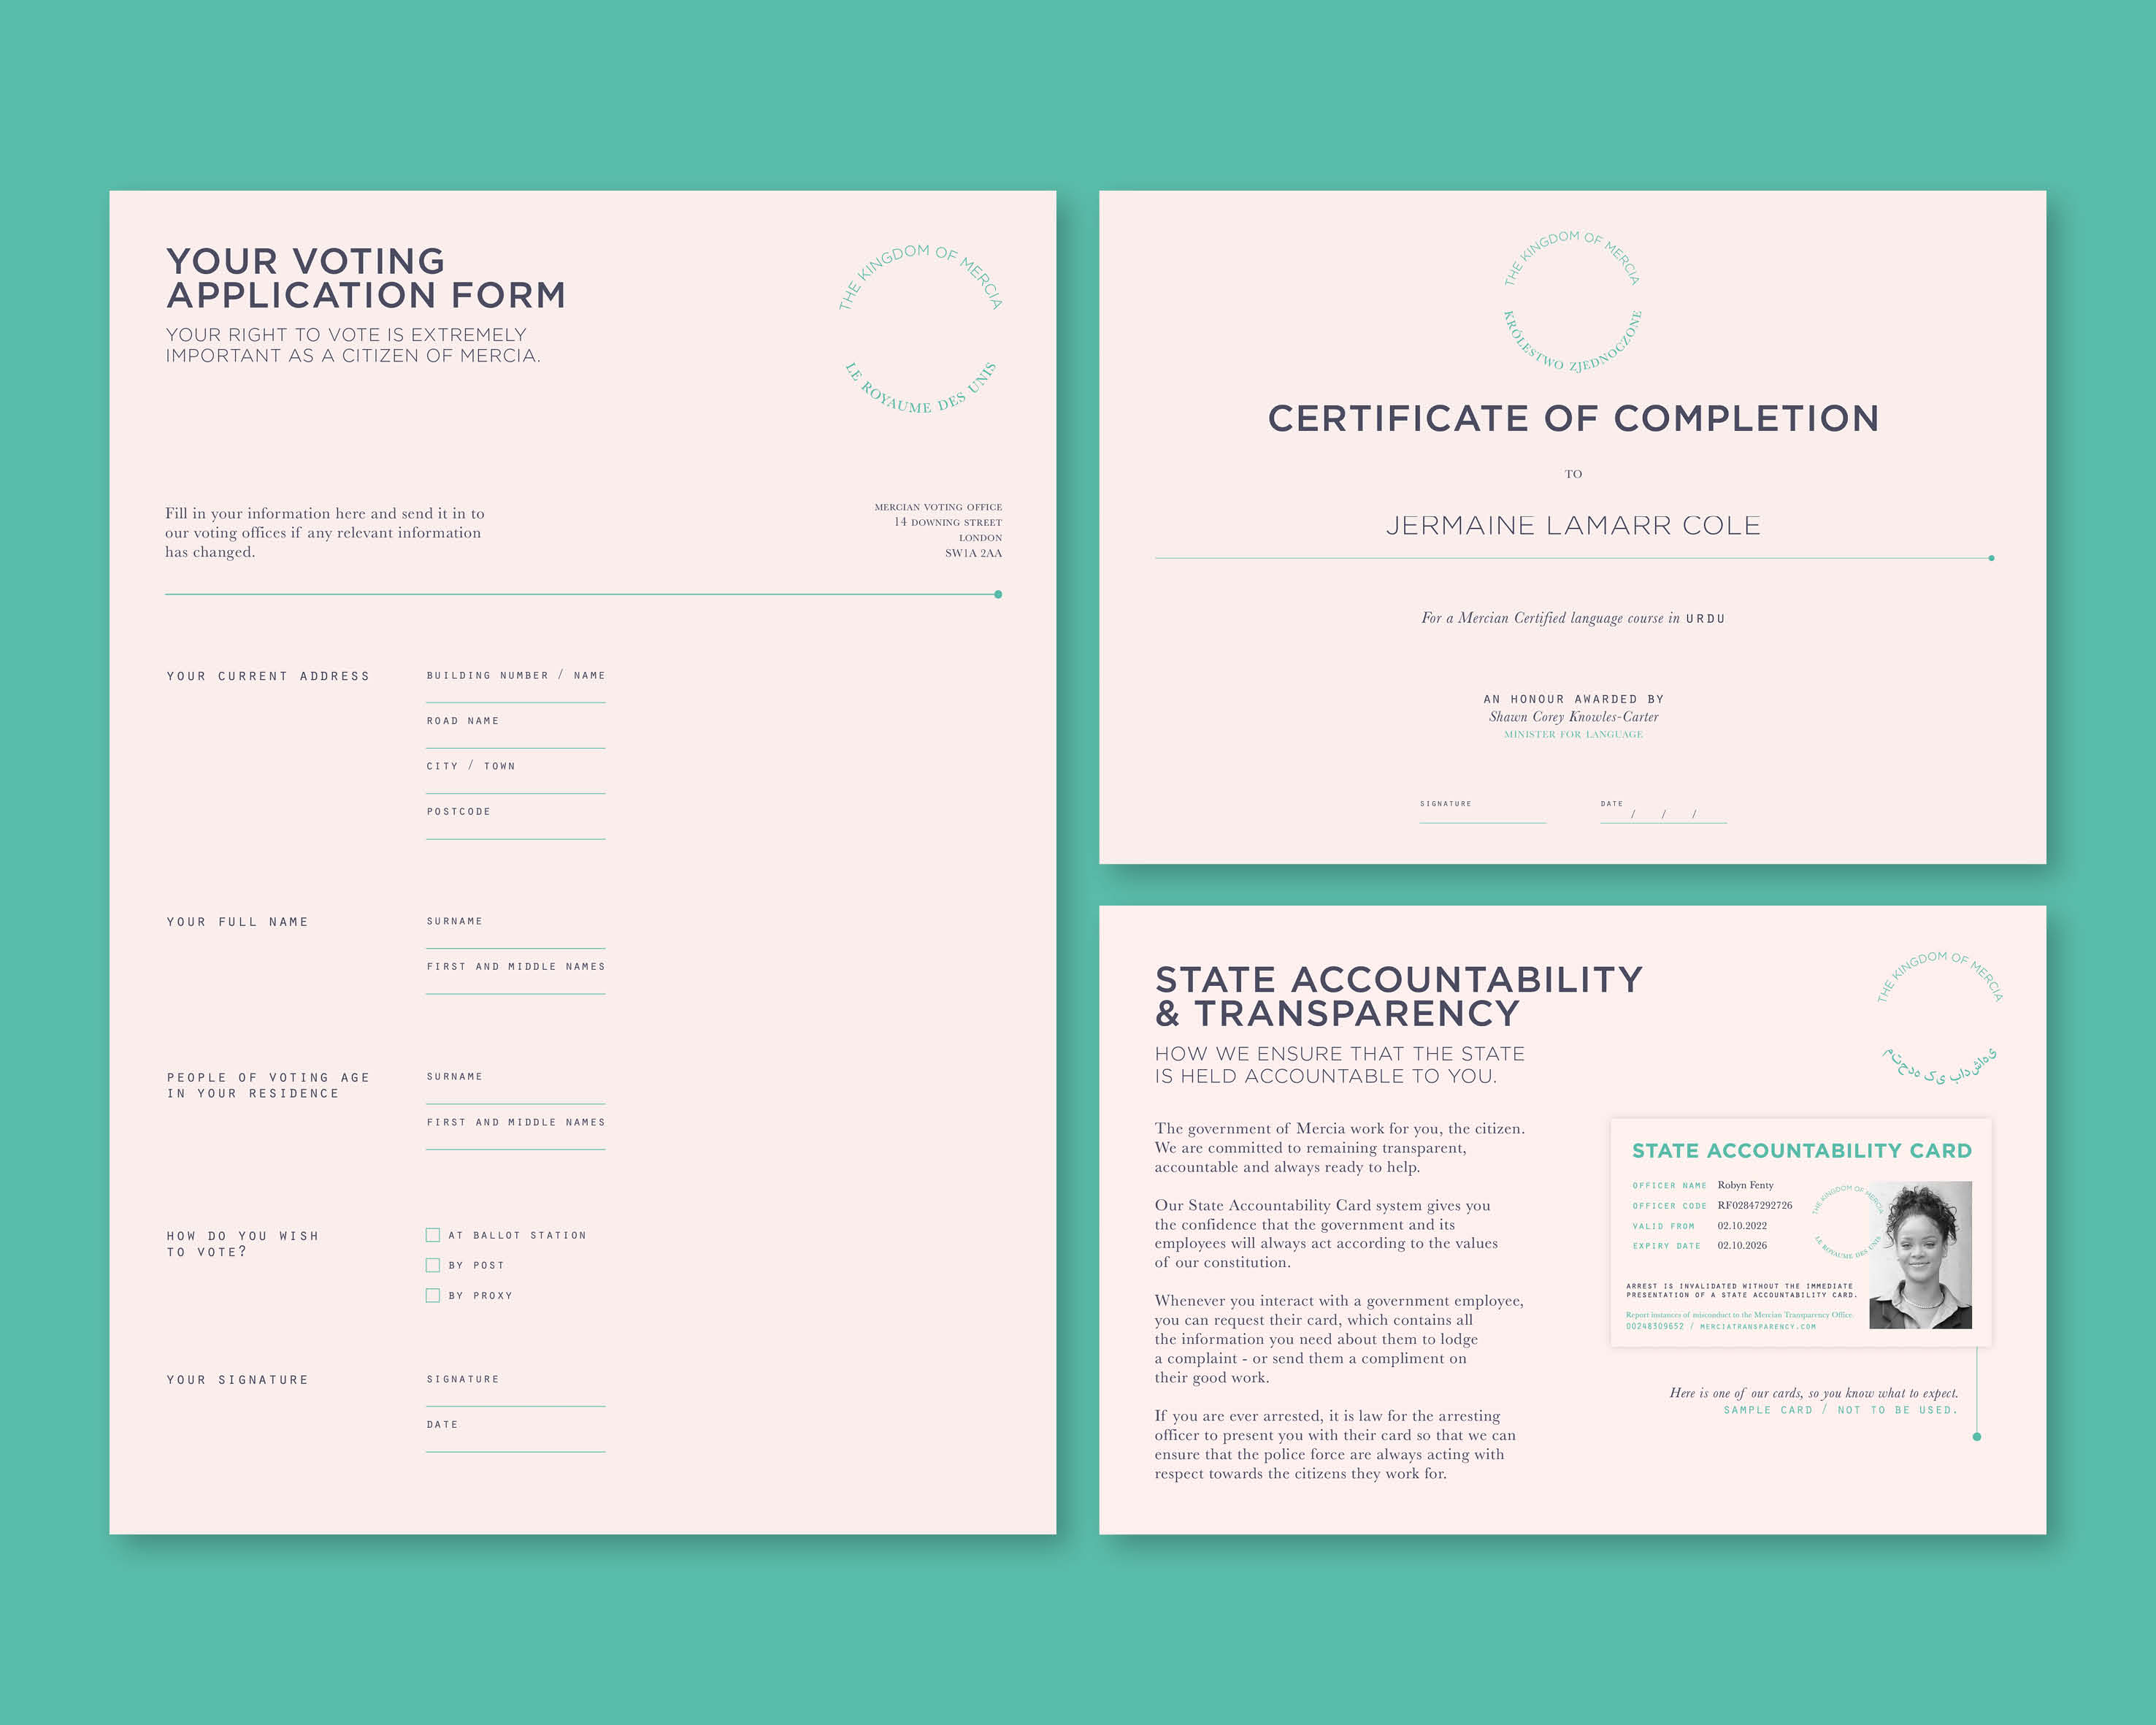 YOUR VOTING
APPLICATION FORM
YOUR RIGHT TO VOTE IS EXTREMELY
IMPORTANT AS A CITIZEN OF MERCIA.
THE KINGDOM OF MERCIA
LE ROYAUME DES UNIS
Fill in your information here and send it in to
our voting offices if any relevant information
has changed.
MERCIAN VOTING OFFICE
14 DOWNING STREET
LONDON
SW1A 2AA
YOUR CURRENT ADDRESS
BUILDING NUMBER / NAME
ROAD NAME
CITY / TOWN
POSTCODE
YOUR FULL NAME
SURNAME
FIRST AND MIDDLE NAMES
PEOPLE OF VOTING AGE
IN YOUR RESIDENCE
SURNAME
FIRST AND MIDDLE NAMES
HOW DO YOU WISH
TO VOTE?
AT BALLOT STATION
BY POST
BY PROXY
YOUR SIGNATURE
SIGNATURE
DATE
THE KINGDOM OF MERCIA
KRÓLESTWO ZJEDNOCZONE
CERTIFICATE OF COMPLETION
TO
JERMAINE LAMARR COLE
For a Mercian Certified language course in URDU
AN HONOUR AWARDED BY
Shawn Corey Knowles-Carter
MINISTER FOR LANGUAGE
SIGNATURE
DATE
/ / /
STATE ACCOUNTABILITY
& TRANSPARENCY
HOW WE ENSURE THAT THE STATE
IS HELD ACCOUNTABLE TO YOU.
THE KINGDOM OF MERCIA
The government of Mercia work for you, the citizen.
We are committed to remaining transparent,
accountable and always ready to help.
Our State Accountability Card system gives you
the confidence that the government and its
employees will always act according to the values
of our constitution.
Whenever you interact with a government employee,
you can request their card, which contains all
the information you need about them to lodge
a complaint - or send them a compliment on
their good work.
If you are ever arrested, it is law for the arresting
officer to present you with their card so that we can
ensure that the police force are always acting with
respect towards the citizens they work for.
STATE ACCOUNTABILITY CARD
OFFICER NAME Robyn Fenty
OFFICER CODE RF02847292726
VALID FROM 02.10.2022
EXPIRY DATE 02.10.2026
THE KINGDOM OF MERCIA
LE ROYAUME DES UNIS
ARREST IS INVALIDATED WITHOUT THE IMMEDIATE
PRESENTATION OF A STATE ACCOUNTABILITY CARD.
Report instances of misconduct to the Mercian Transparency Office.
00248309652 / MERCIATRANSPARENCY.COM
Here is one of our cards, so you know what to expect.
SAMPLE CARD / NOT TO BE USED.